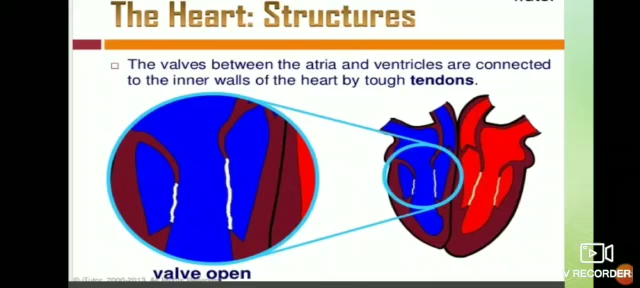 The Heart: Structures
The valves between the atria and ventricles are connected
to the inner walls of the heart by tough tendons.
valve open
V RECORDER